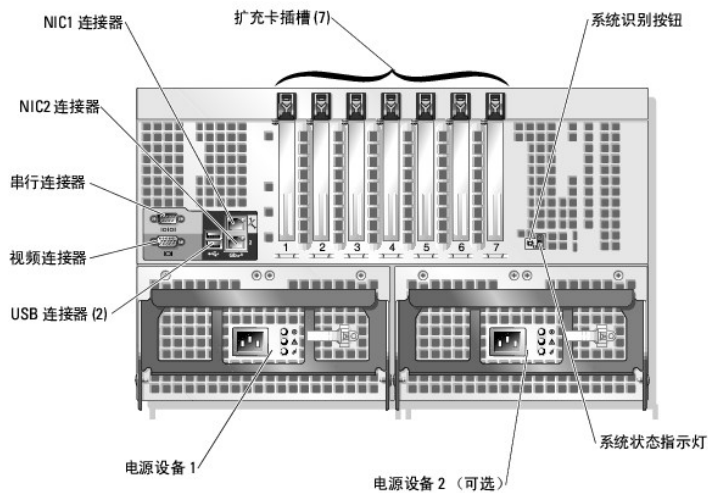 NIC1 连接器
扩充卡插槽 (7)
系统识别按钮
NIC2 连接器
串行连接器
视频连接器
USB 连接器 (2)
1 2 3 4 5 6 7
系统状态指示灯
电源设备 1
电源设备 2 （可选）